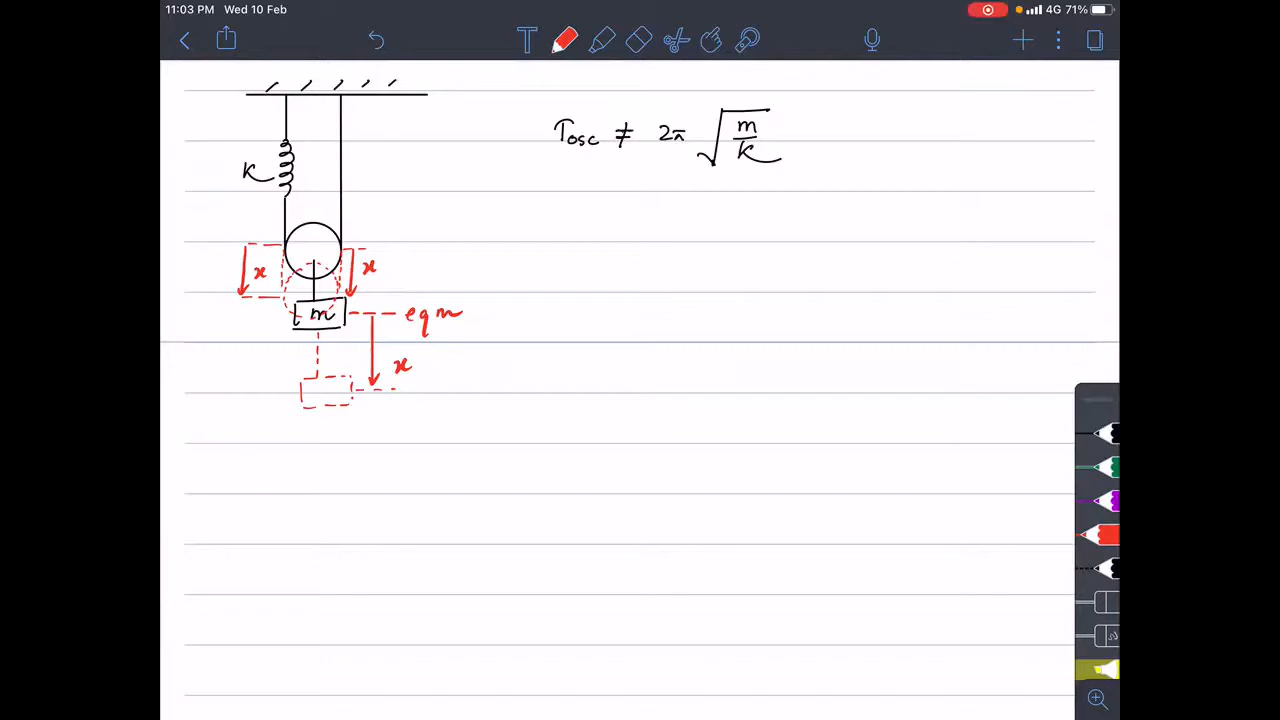 11:03 PM Wed 10 Feb
4G 71%
T
Tosc ≠ 2π √(m/k)
K
x
x
m
eqm
x